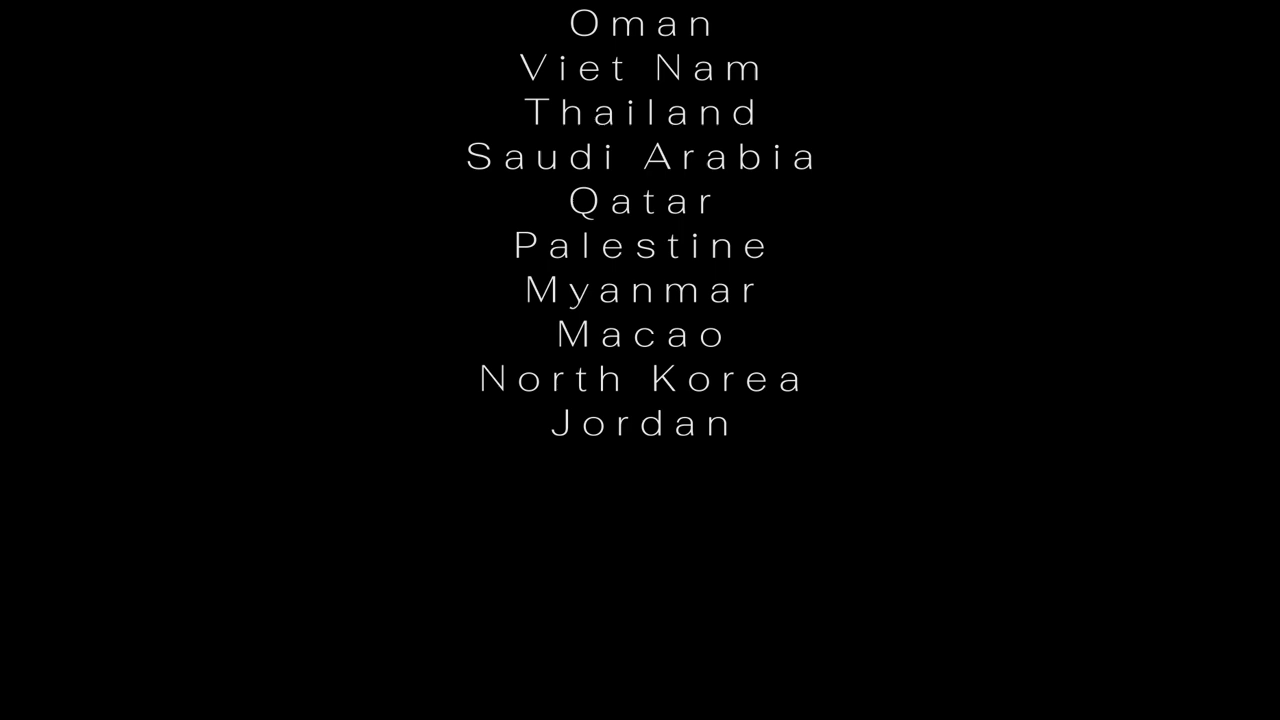 Oman
Viet Nam
Thailand
Saudi Arabia
Qatar
Palestine
Myanmar
Macao
North Korea
Jordan